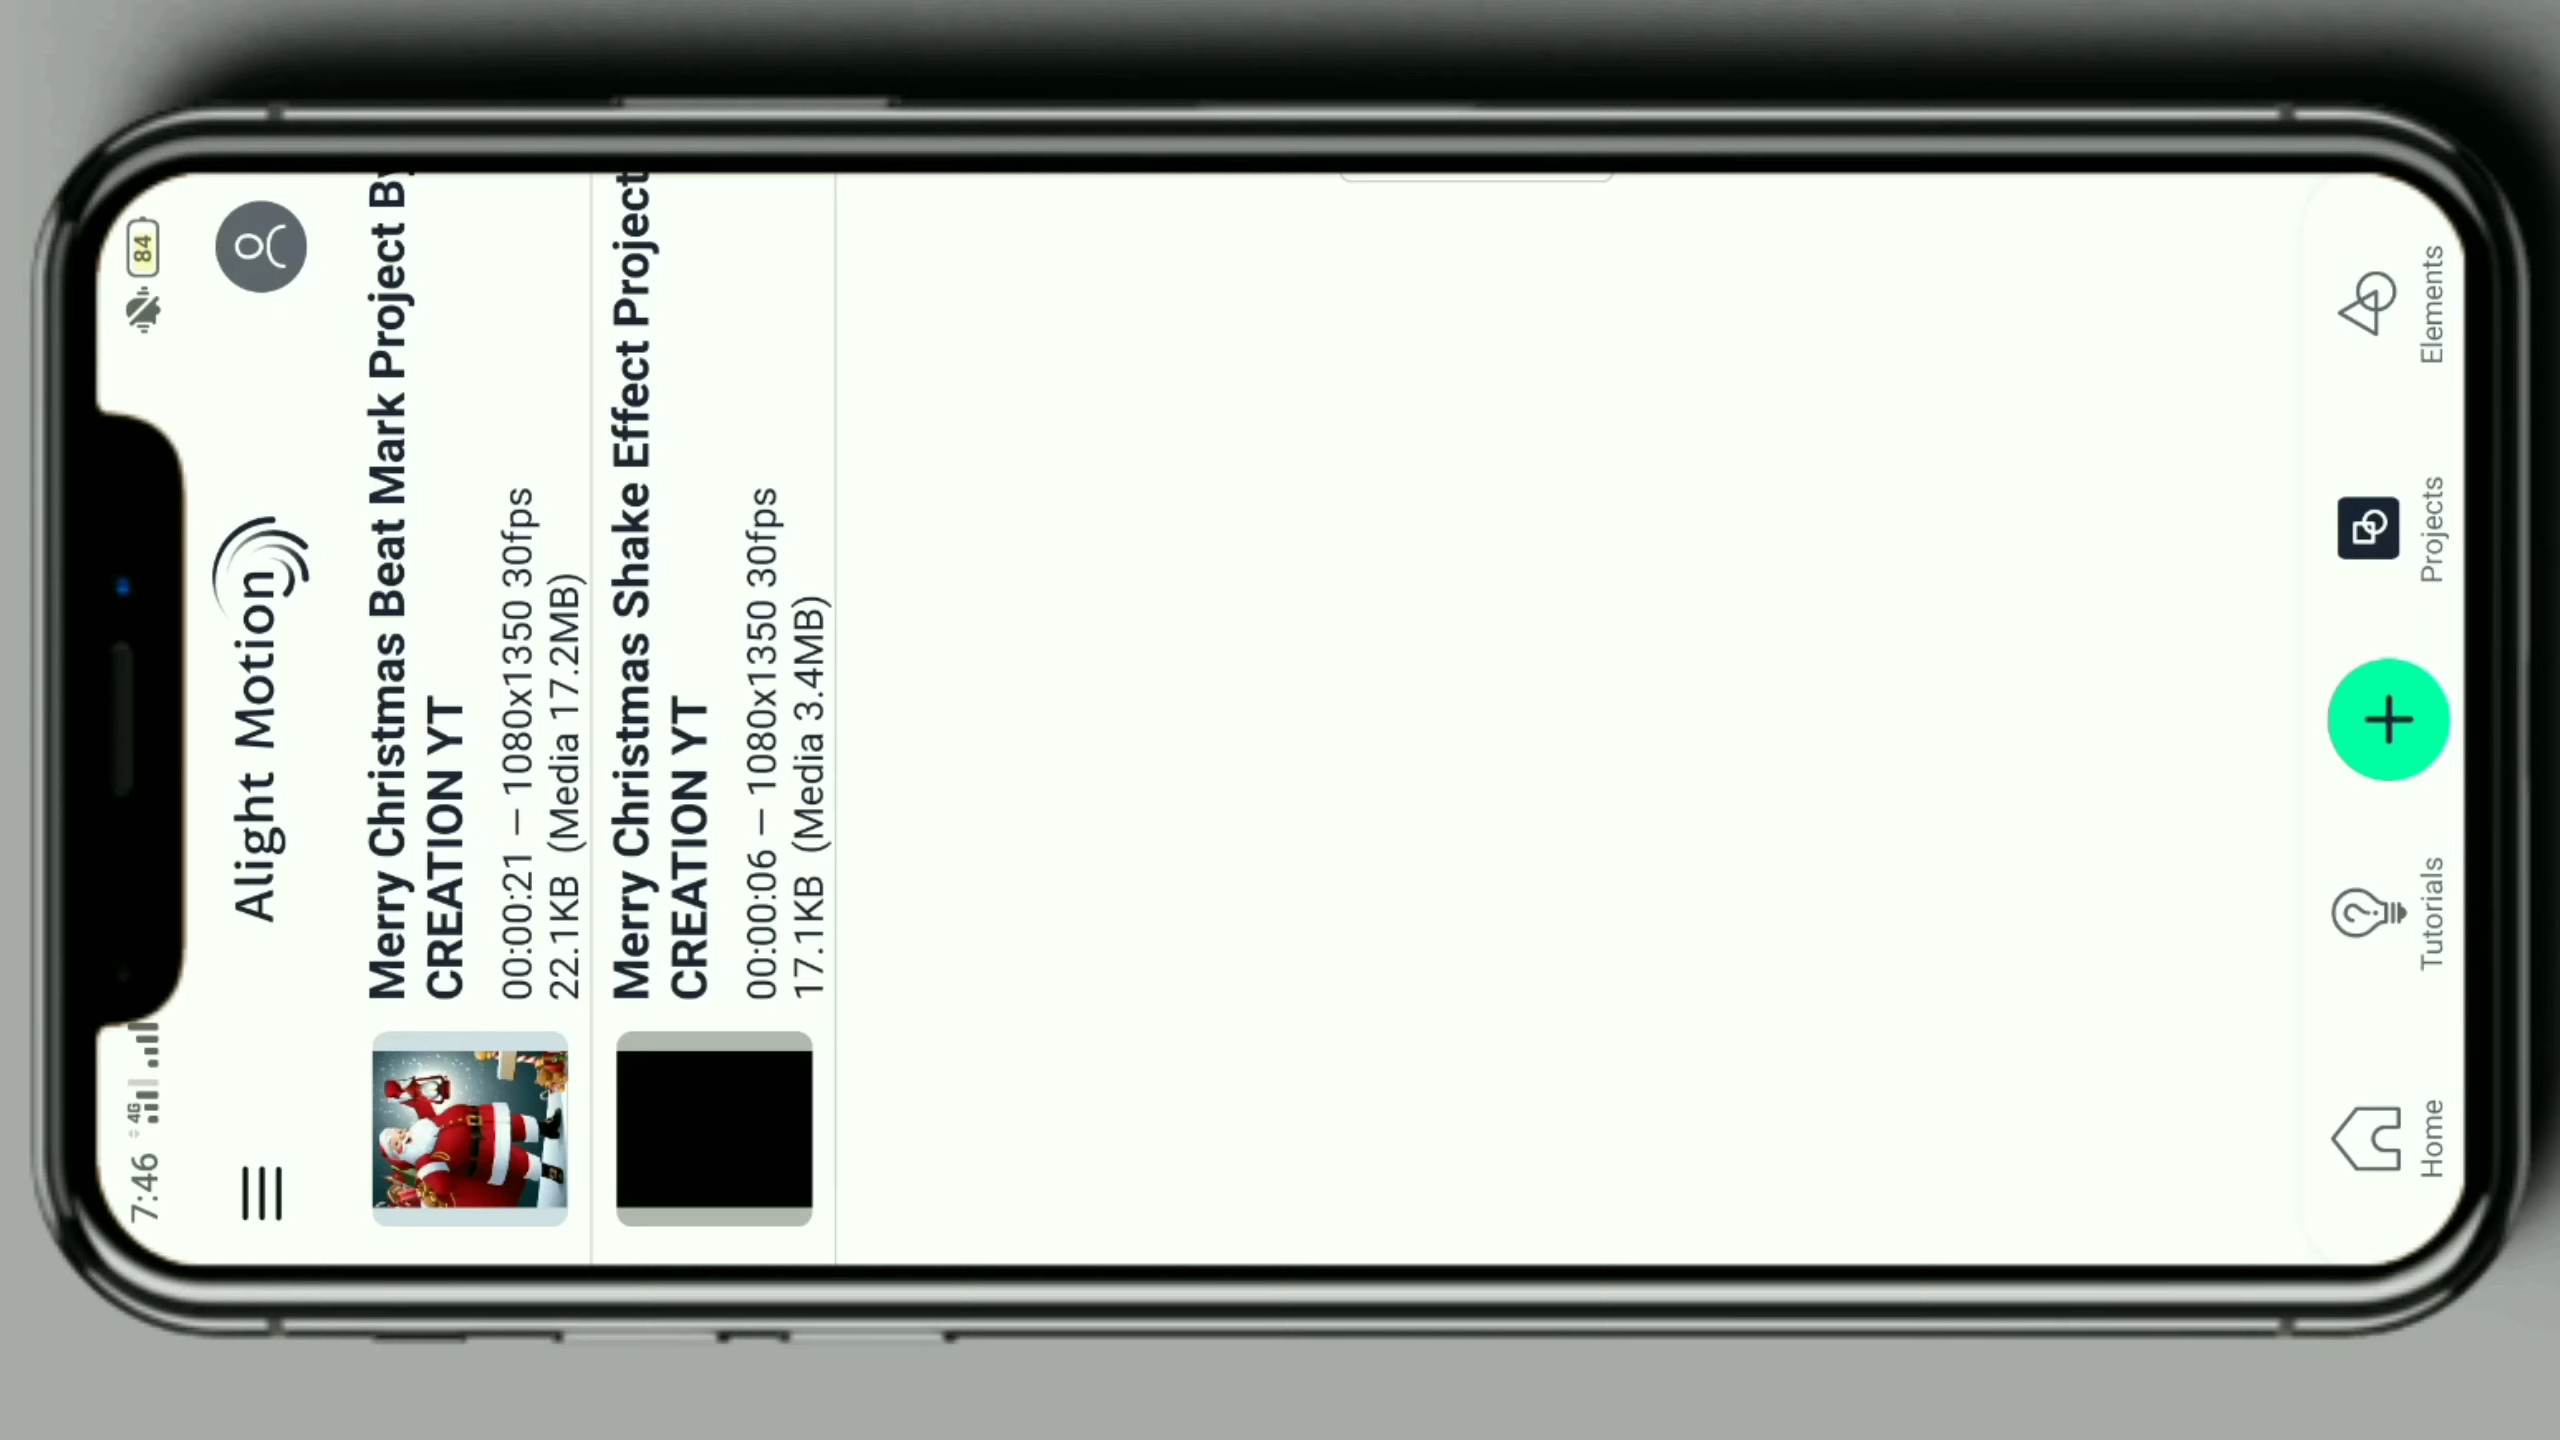 7:46 4G 84
Alight Motion
Merry Christmas Beat Mark Project By
CREATION YT
00:00:21 – 1080x1350 30fps
22.1KB (Media 17.2MB)
Merry Christmas Shake Effect Project
CREATION YT
00:00:06 – 1080x1350 30fps
17.1KB (Media 3.4MB)
Home Tutorials Projects Elements